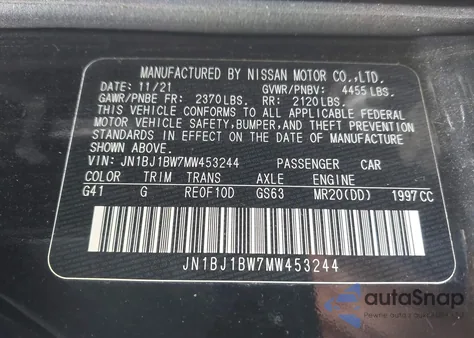 MANUFACTURED BY NISSAN MOTOR CO.,LTD.
DATE: 11/21 GVWR/PNBV: 4455 LBS.
GAWR/PNBE FR: 2370 LBS. RR: 2120 LBS.
THIS VEHICLE CONFORMS TO ALL APPLICABLE FEDERAL
MOTOR VEHICLE SAFETY, BUMPER, AND THEFT PREVENTION
STANDARDS IN EFFECT ON THE DATE OF MANUFACTURE
SHOWN ABOVE.
VIN: JN1BJ1BW7MW453244 PASSENGER CAR
COLOR TRIM TRANS AXLE ENGINE
G41 G RE0F10D GS63 MR20(DD) 1997CC
JN1BJ1BW7MW453244
autoSnap
Pewne auto z